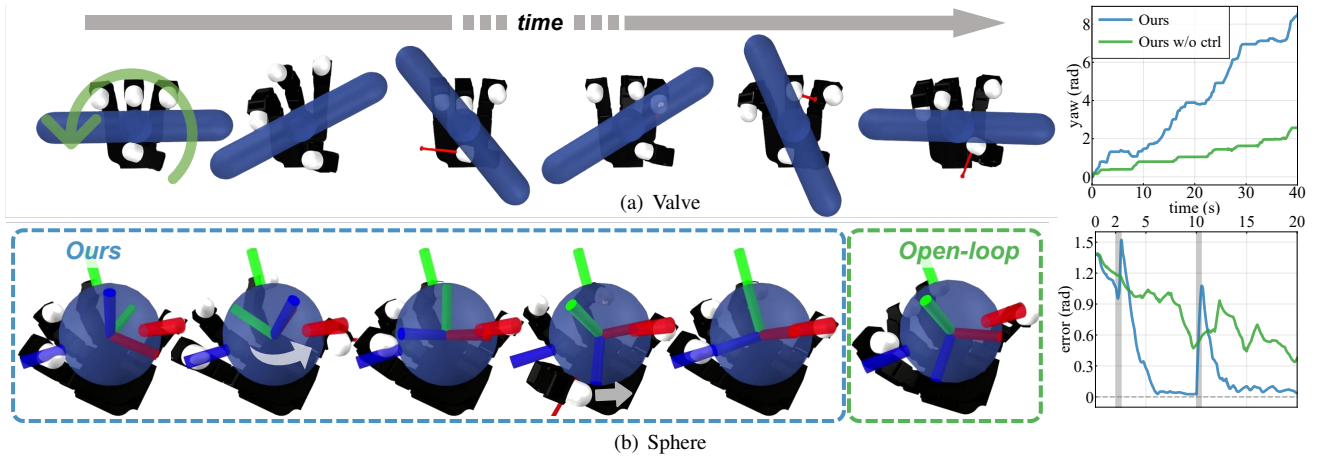 time
(a) Valve
Ours
Open-loop
(b) Sphere
Ours
Ours w/o ctrl
yaw (rad)
8
6
4
2
0
0 10 20 30 40
time (s)
0 2 5 10 15 20
error (rad)
1.5
1.2
0.9
0.6
0.3
0